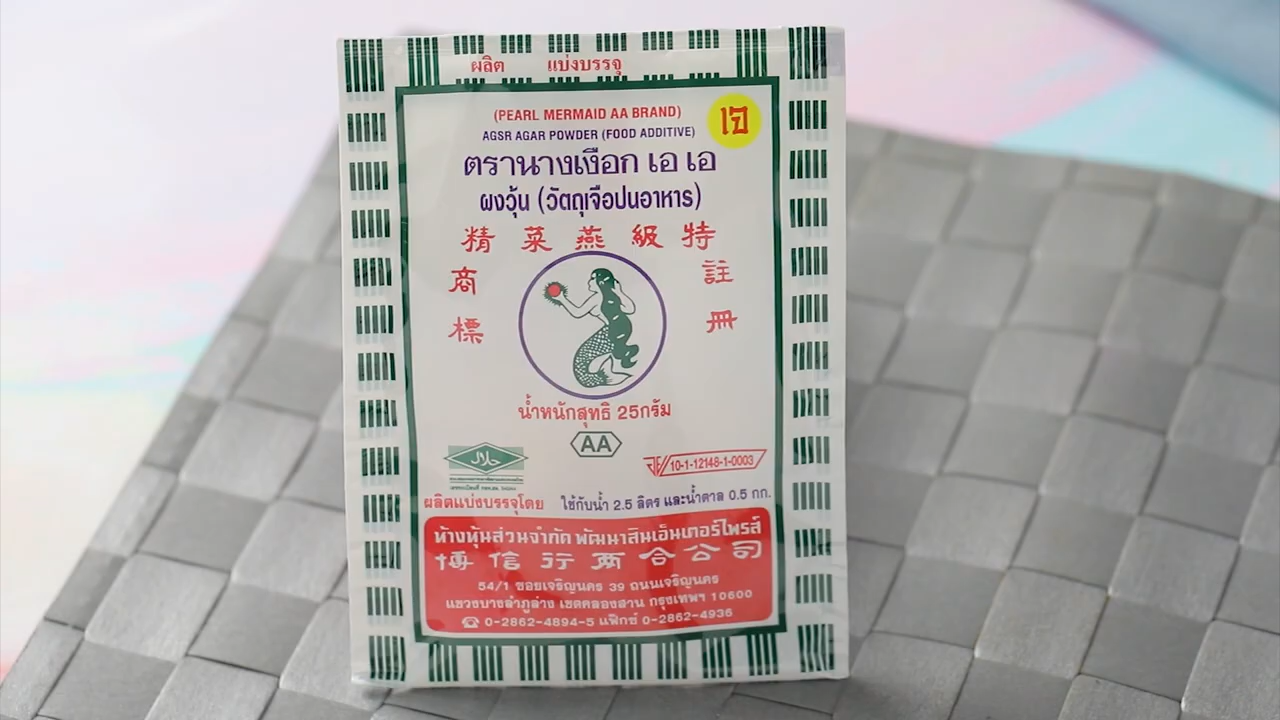 ผลิต แบ่งบรรจุ
(PEARL MERMAID AA BRAND)
เจ
AGSR AGAR POWDER (FOOD ADDITIVE)
ตรานางเงือก เอ เอ
ผงวุ้น (วัตถุเจือปนอาหาร)
精 菜 燕 級 特
商 註
標 冊
น้ำหนักสุทธิ 25กรัม
AA
حلال
10-1-12148-1-0003
ผลิตแบ่งบรรจุโดย ใช้กับน้ำ 2.5 ลิตร และน้ำตาล 0.5 กก.
ห้างหุ้นส่วนจำกัด พัฒนาสินเอ็นเตอร์ไพรส์
博 信 行 兩 合 公 司
54/1 ซอยเจริญนคร 39 ถนนเจริญนคร
แขวงบางลำภูล่าง เขตคลองสาน กรุงเทพฯ 10600
☎ 0-2862-4894-5 แฟ็กซ์ 0-2862-4936